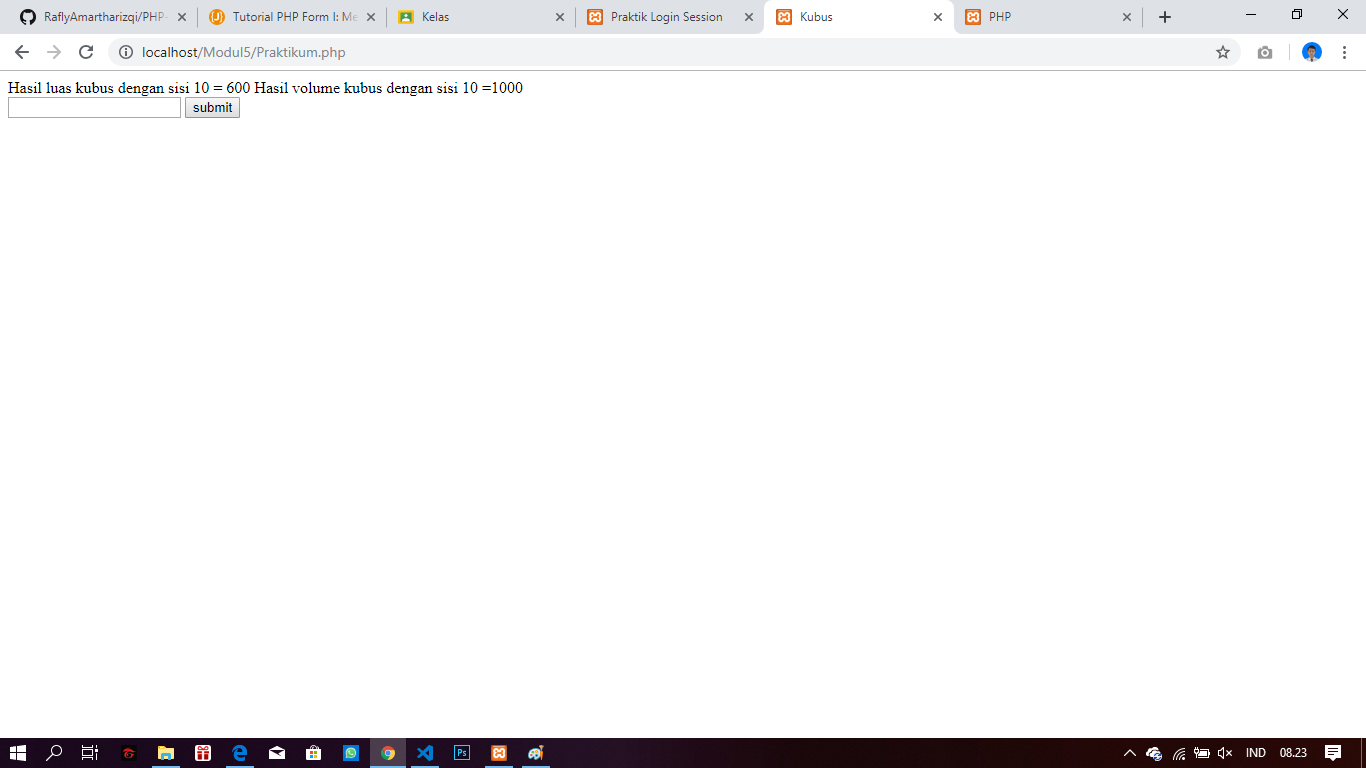 RaflyAmartharizqi/PHP-
Tutorial PHP Form I: Me
Kelas
Praktik Login Session
Kubus
PHP
localhost/Modul5/Praktikum.php
Hasil luas kubus dengan sisi 10 = 600 Hasil volume kubus dengan sisi 10 =1000
submit
Ps
IND
08.23